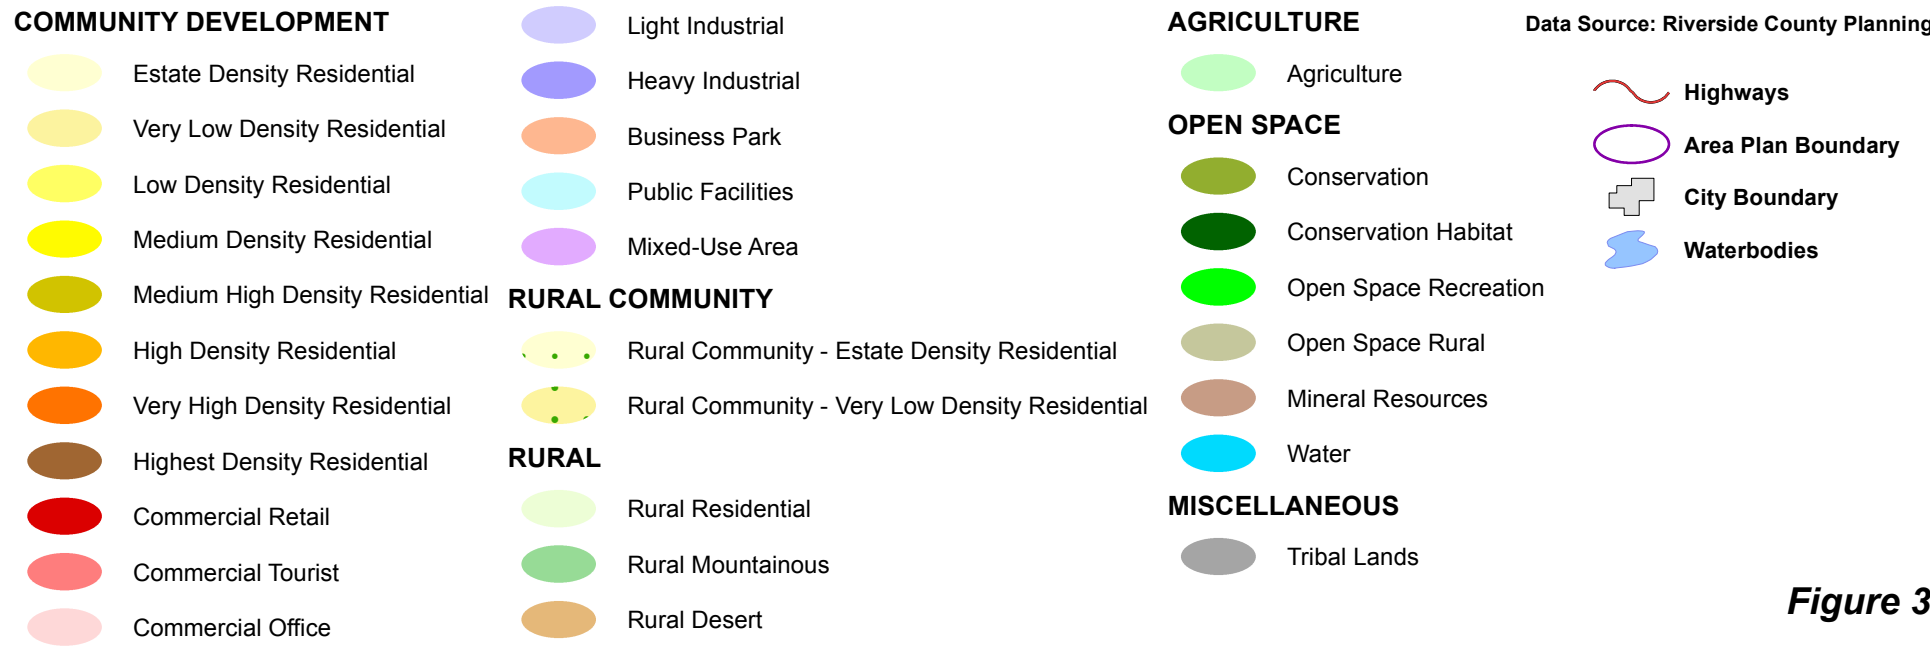 COMMUNITY DEVELOPMENT
Estate Density Residential
Very Low Density Residential
Low Density Residential
Medium Density Residential
Medium High Density Residential
High Density Residential
Very High Density Residential
Highest Density Residential
Commercial Retail
Commercial Tourist
Commercial Office
Light Industrial
Heavy Industrial
Business Park
Public Facilities
Mixed-Use Area
RURAL COMMUNITY
Rural Community - Estate Density Residential
Rural Community - Very Low Density Residential
RURAL
Rural Residential
Rural Mountainous
Rural Desert
AGRICULTURE
Agriculture
OPEN SPACE
Conservation
Conservation Habitat
Open Space Recreation
Open Space Rural
Mineral Resources
Water
MISCELLANEOUS
Tribal Lands
Data Source: Riverside County Planning
Highways
Area Plan Boundary
City Boundary
Waterbodies
Figure 3